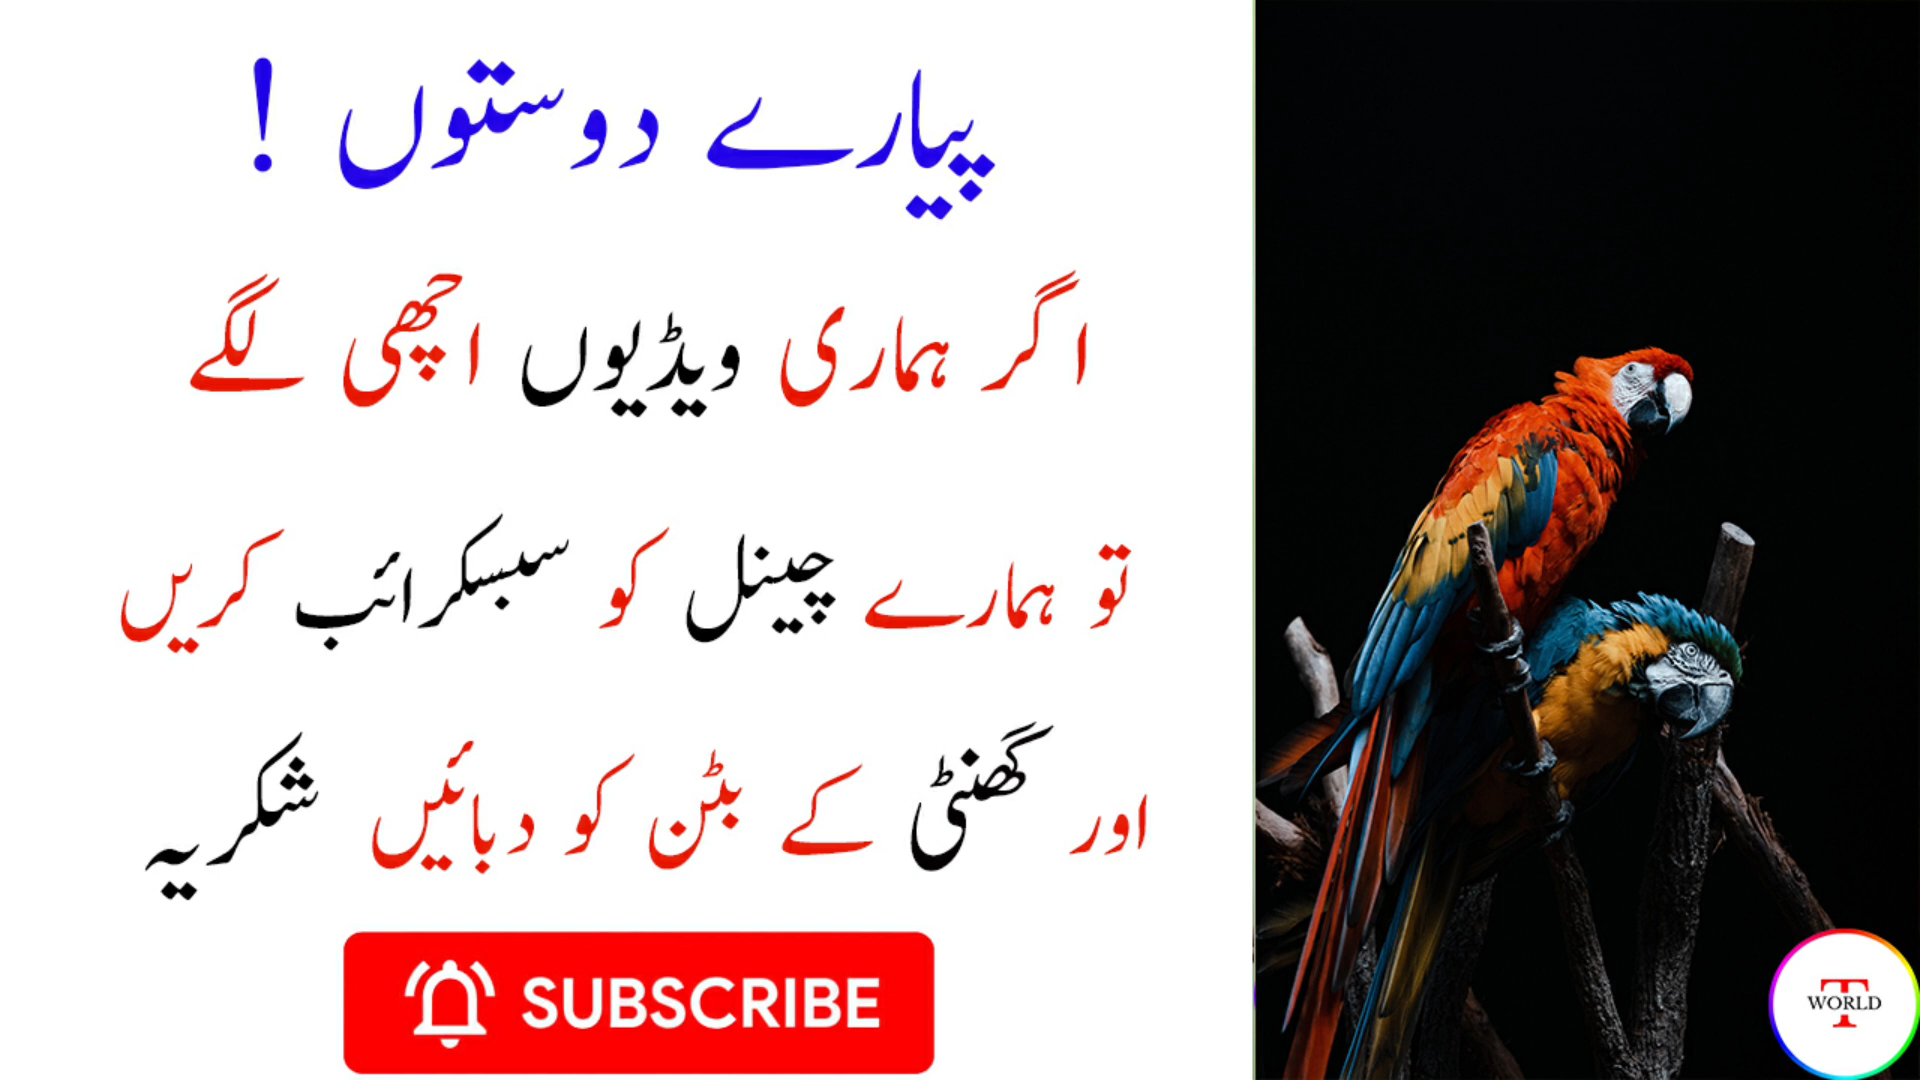 پیارے دوستوں !
اگر ہماری ویڈیوں اچھی لگے
تو ہمارے چینل کو سبسکرائب کریں
اور گھنٹی کے بٹن کو دبائیں شکریہ
SUBSCRIBE
T
WORLD